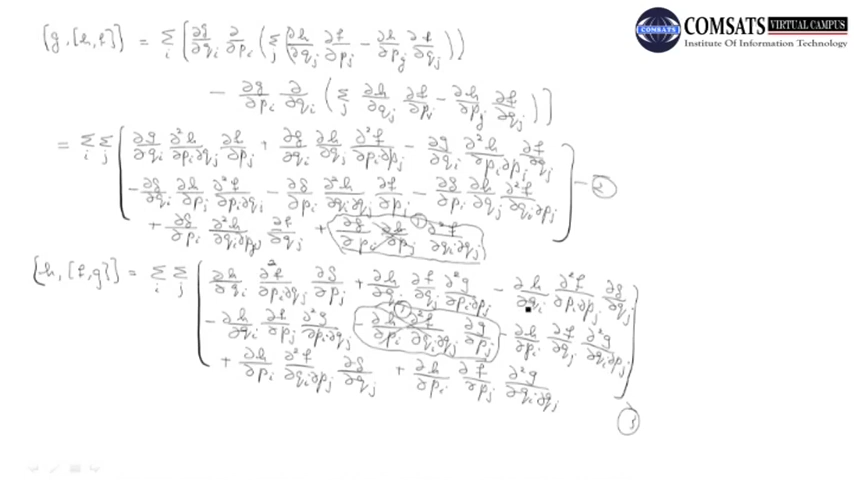 COMSATS VIRTUAL CAMPUS
Institute Of Information Technology
{g, [h, f]} = Σ_i [ ∂g/∂q_i ∂/∂p_i ( Σ_j (∂h/∂q_j ∂f/∂p_j − ∂h/∂p_j ∂f/∂q_j ))
− ∂g/∂p_i ∂/∂q_i ( Σ_j ∂h/∂q_j ∂f/∂p_j − ∂h/∂p_j ∂f/∂q_j ) ]
= Σ_i Σ_j [ ∂g/∂q_i ∂²h/∂p_i∂q_j ∂f/∂p_j + ∂g/∂q_i ∂h/∂q_j ∂²f/∂p_i∂p_j − ∂g/∂q_i ∂²h/∂p_i∂p_j ∂f/∂q_j
− ∂g/∂q_i ∂h/∂p_j ∂²f/∂p_i∂q_j − ∂g/∂p_i ∂²h/∂q_i∂q_j ∂f/∂p_j − ∂g/∂p_i ∂h/∂q_j ∂²f/∂q_i∂p_j — 2
+ ∂g/∂p_i ∂²h/∂q_i∂p_j ∂f/∂q_j + ∂g/∂p_i ∂h/∂p_j ∂²f/∂q_i∂q_j ] 1
{h, [f, g]} = Σ_i Σ_j [ ∂h/∂q_i ∂²f/∂p_i∂q_j ∂g/∂p_j + ∂h/∂q_i ∂f/∂q_j ∂²g/∂p_i∂p_j − ∂h/∂q_i ∂²f/∂p_i∂p_j ∂g/∂q_j
− ∂h/∂q_i ∂f/∂p_j ∂²g/∂p_i∂q_j − ∂h/∂p_i ∂²f/∂q_i∂q_j ∂g/∂p_j − ∂h/∂p_i ∂f/∂q_j ∂²g/∂q_i∂p_j
+ ∂h/∂p_i ∂²f/∂q_i∂p_j ∂g/∂q_j + ∂h/∂p_i ∂f/∂p_j ∂²g/∂q_i∂q_j ]
3